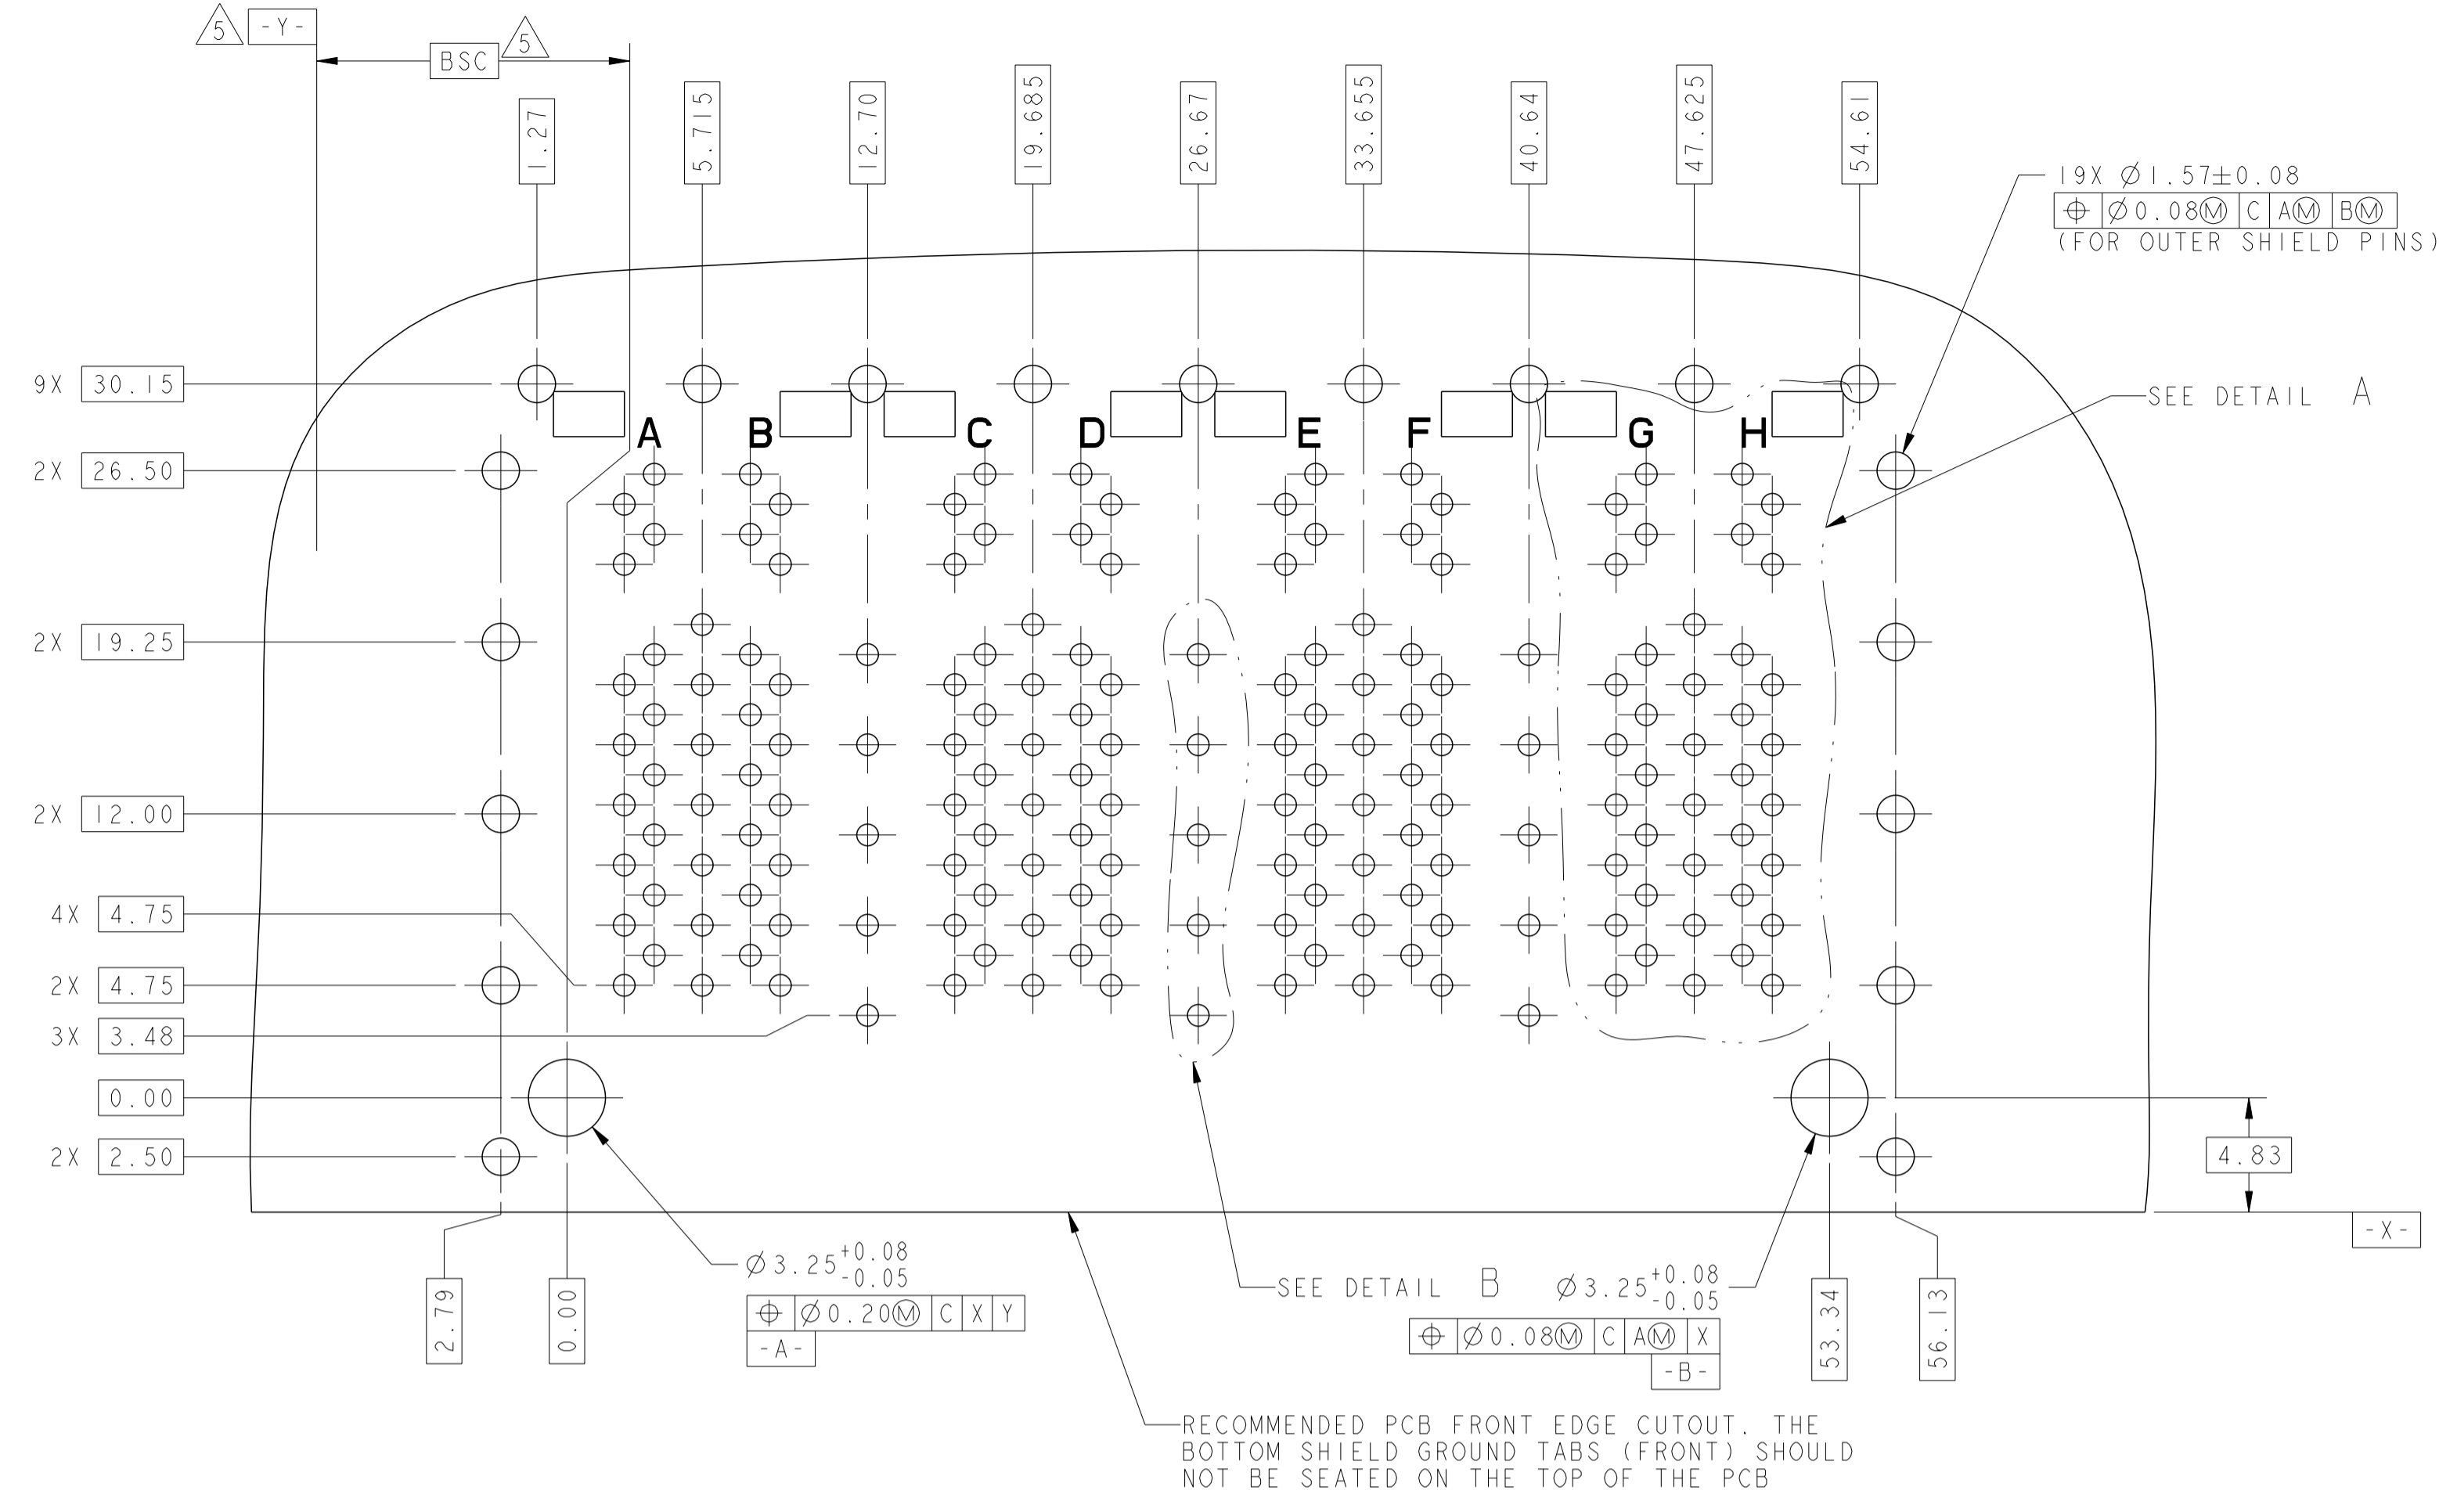 5 -Y-
BSC 5
1.27
5.715
12.70
19.685
26.67
33.655
40.64
47.625
54.61
19X Ø1.57±0.08
⌖ Ø0.08Ⓜ C AⓂ BⓂ
(FOR OUTER SHIELD PINS)
9X 30.15
SEE DETAIL A
A B C D E F G H
2X 26.50
2X 19.25
2X 12.00
4X 4.75
2X 4.75
3X 3.48
0.00
2X 2.50
4.83
-X-
2.79
0.00
Ø3.25 +0.08
-0.05
⌖ Ø0.20Ⓜ C X Y
-A-
SEE DETAIL B
Ø3.25 +0.08
-0.05
⌖ Ø0.08Ⓜ C AⓂ X
-B-
53.34
56.13
RECOMMENDED PCB FRONT EDGE CUTOUT. THE
BOTTOM SHIELD GROUND TABS (FRONT) SHOULD
NOT BE SEATED ON THE TOP OF THE PCB